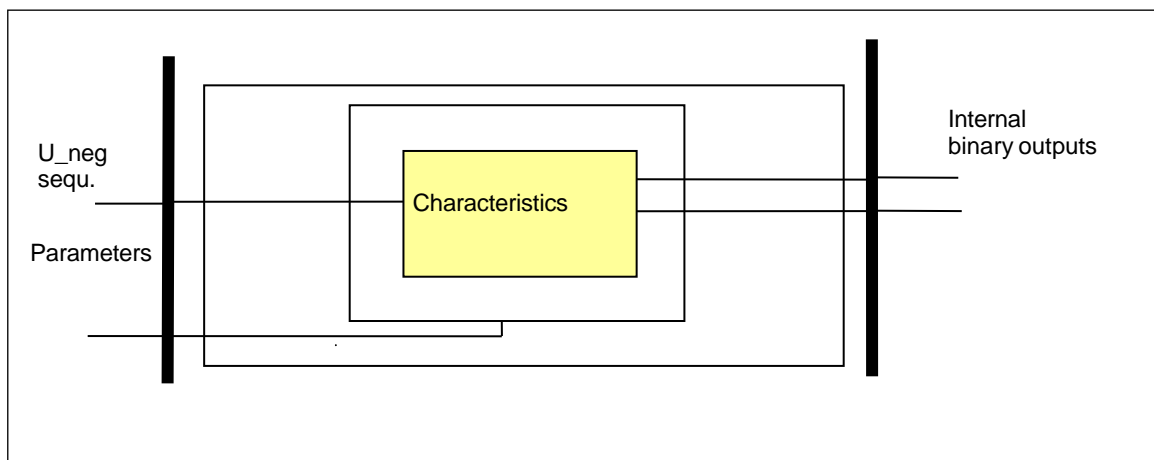 U_neg
sequ.
Parameters
Characteristics
Internal
binary outputs